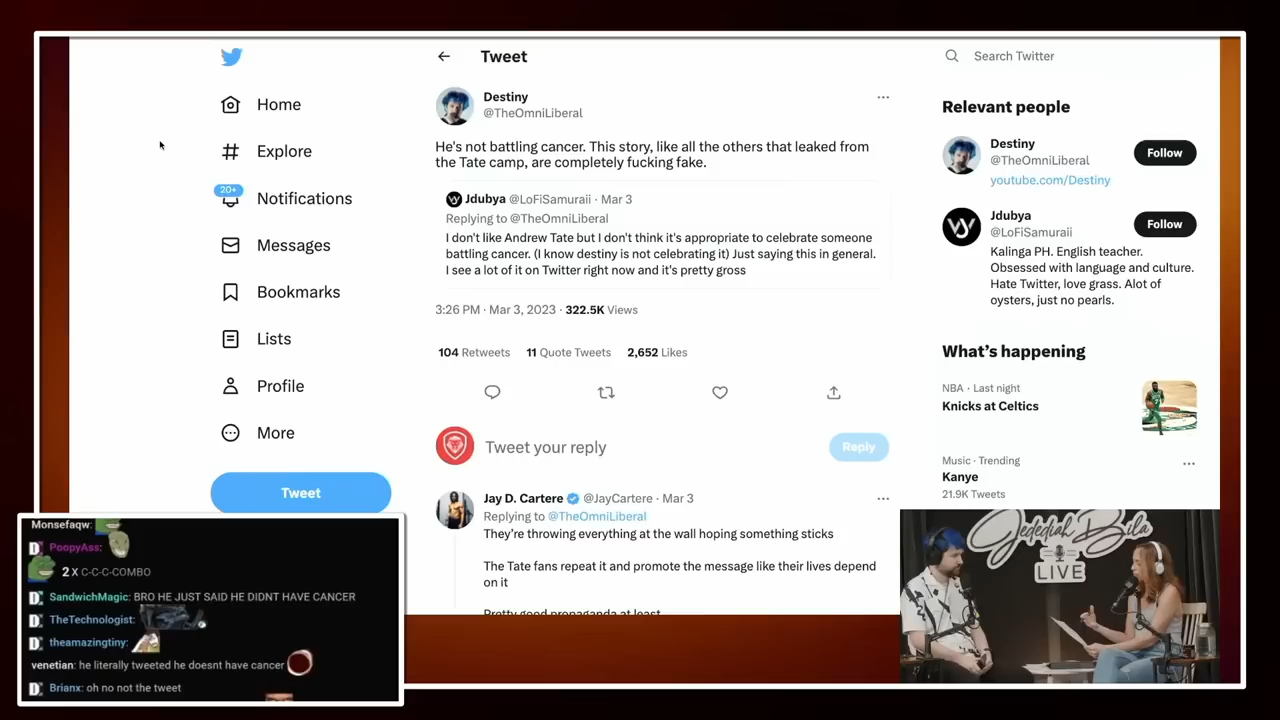 Tweet
Search Twitter
Home
Explore
20+
Notifications
Messages
Bookmarks
Lists
Profile
More
Tweet
Destiny
@TheOmniLiberal
He's not battling cancer. This story, like all the others that leaked from
the Tate camp, are completely fucking fake.
Jdubya @LoFiSamuraii · Mar 3
Replying to @TheOmniLiberal
I don't like Andrew Tate but I don't think it's appropriate to celebrate someone
battling cancer. (I know destiny is not celebrating it) Just saying this in general.
I see a lot of it on Twitter right now and it's pretty gross
3:26 PM · Mar 3, 2023 · 322.5K Views
104 Retweets 11 Quote Tweets 2,652 Likes
Tweet your reply
Reply
Jay D. Cartere @JayCartere · Mar 3
Replying to @TheOmniLiberal
They're throwing everything at the wall hoping something sticks
The Tate fans repeat it and promote the message like their lives depend
on it
Pretty good propaganda at least
Relevant people
Destiny
@TheOmniLiberal
Follow
youtube.com/Destiny
Jdubya
@LoFiSamuraii
Follow
Kalinga PH. English teacher.
Obsessed with language and culture.
Hate Twitter, love grass. Alot of
oysters, just no pearls.
What's happening
NBA · Last night
Knicks at Celtics
Music · Trending
Kanye
21.9K Tweets
Monsefaqw:
PoopyAss:
2 X C-C-C-COMBO
SandwichMagic: BRO HE JUST SAID HE DIDNT HAVE CANCER
TheTechnologist:
theamazingtiny:
venetian: he literally tweeted he doesnt have cancer
Brianx: oh no not the tweet
Jedediah Bila
LIVE